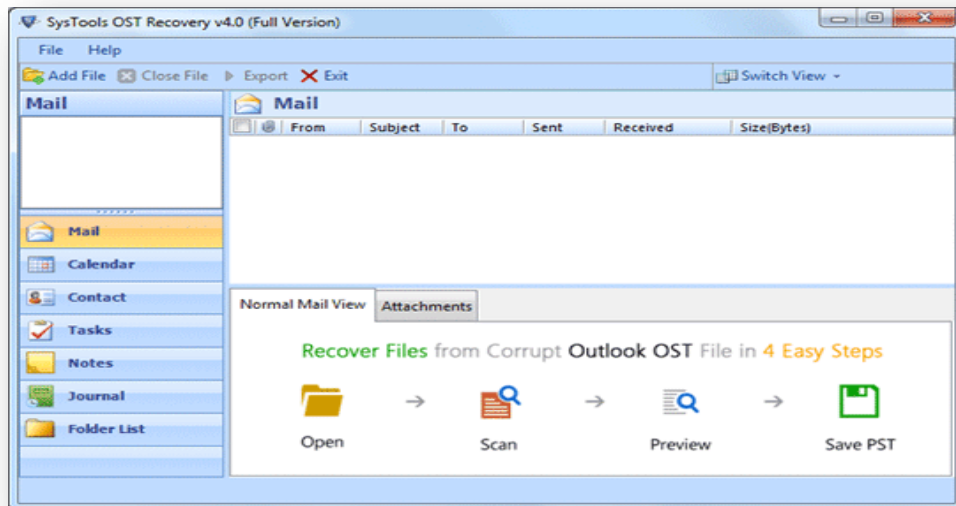 SysTools OST Recovery v4.0 (Full Version)
File Help
Add File Close File Export Exit Switch View
Mail
Mail
From Subject To Sent Received Size(Bytes)
Mail
Calendar
Contact
Tasks
Notes
Journal
Folder List
Normal Mail View Attachments
Recover Files from Corrupt Outlook OST File in 4 Easy Steps
Open Scan Preview Save PST